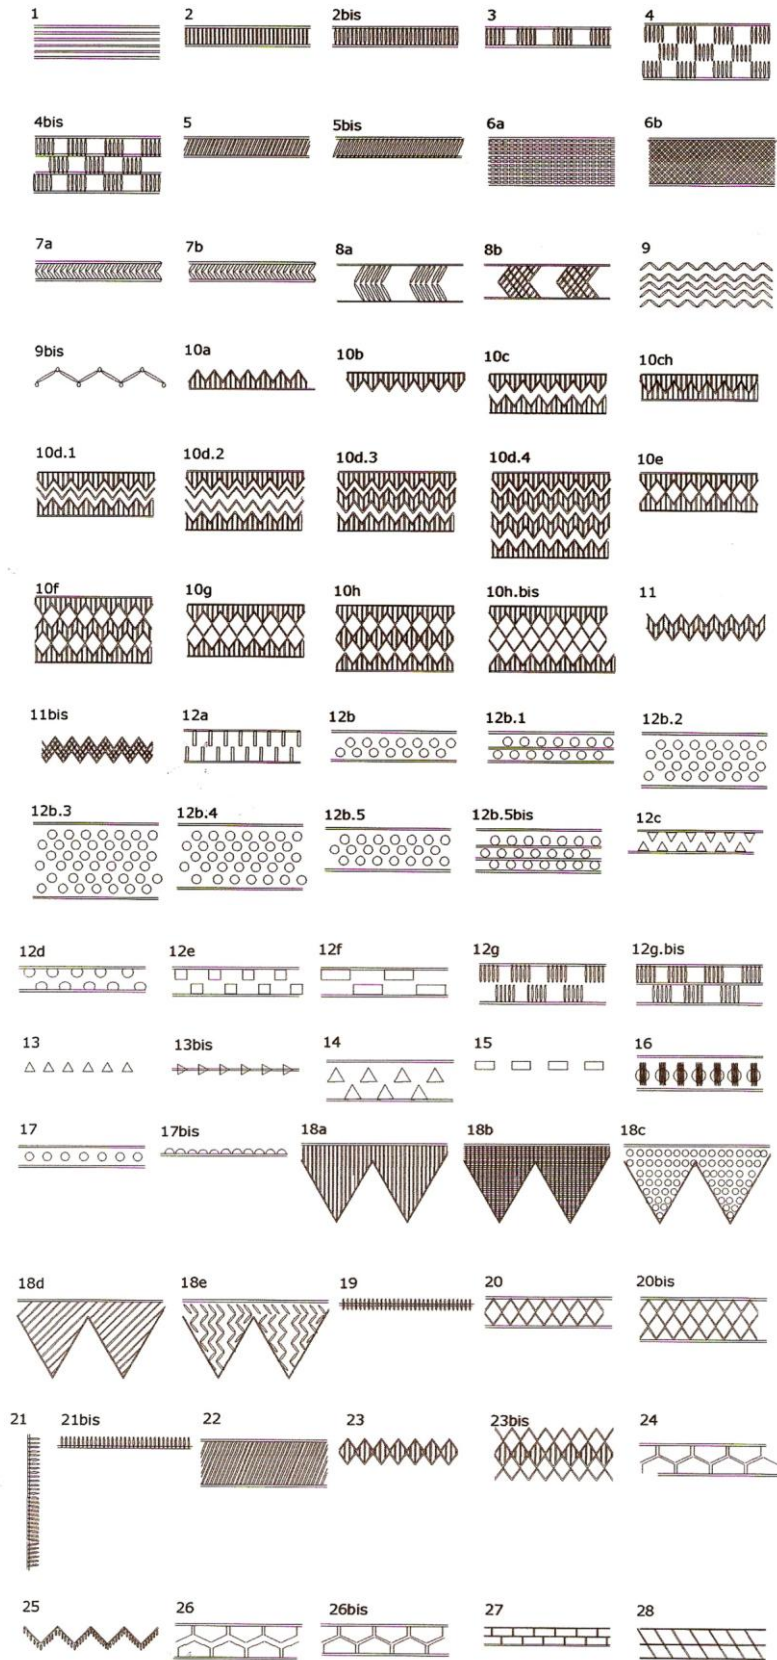 1 2 2bis 3 4
4bis 5 5bis 6a 6b
7a 7b 8a 8b 9
9bis 10a 10b 10c 10ch
10d.1 10d.2 10d.3 10d.4 10e
10f 10g 10h 10h.bis 11
11bis 12a 12b 12b.1 12b.2
12b.3 12b.4 12b.5 12b.5bis 12c
12d 12e 12f 12g 12g.bis
13 13bis 14 15 16
17 17bis 18a 18b 18c
18d 18e 19 20 20bis
21 21bis 22 23 23bis 24
25 26 26bis 27 28